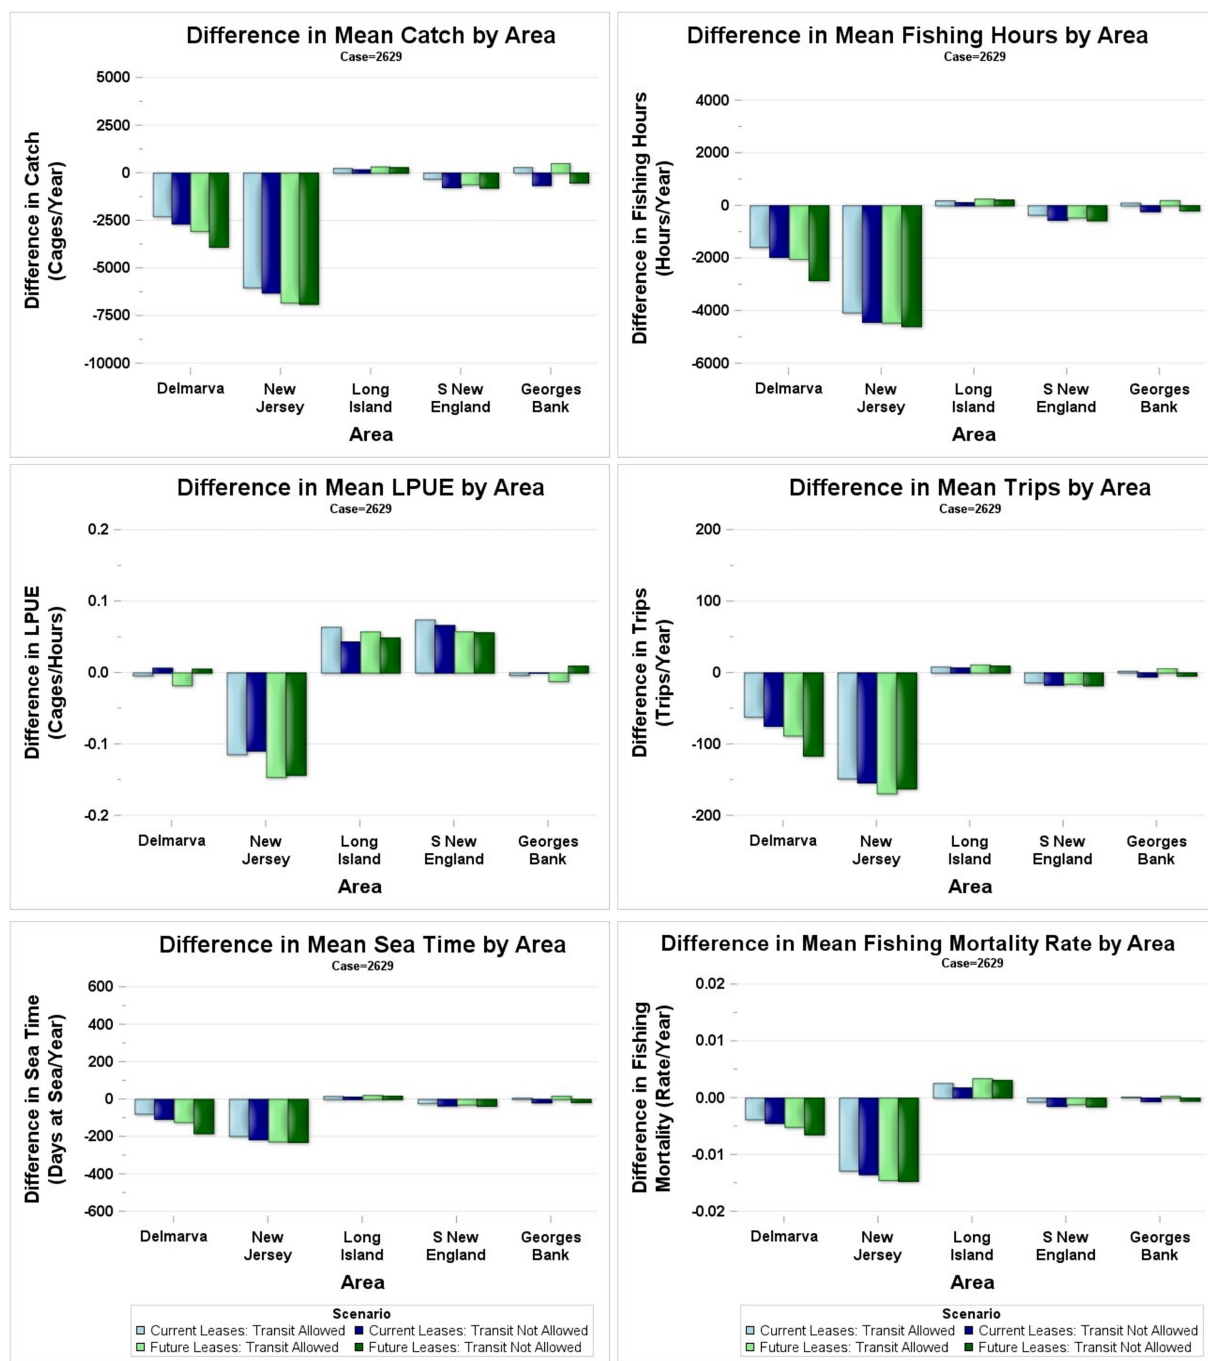 Difference in Mean Catch by Area
Case=2629
Difference in Catch
(Cages/Year)
5000
2500
0
-2500
-5000
-7500
-10000
Delmarva
New
Jersey
Long
Island
S New
England
Georges
Bank
Area
Difference in Mean Fishing Hours by Area
Case=2629
Difference in Fishing Hours
(Hours/Year)
4000
2000
0
-2000
-4000
-6000
Delmarva
New
Jersey
Long
Island
S New
England
Georges
Bank
Area
Difference in Mean LPUE by Area
Case=2629
Difference in LPUE
(Cages/Hours)
0.2
0.1
0.0
-0.1
-0.2
Delmarva
New
Jersey
Long
Island
S New
England
Georges
Bank
Area
Difference in Mean Trips by Area
Case=2629
Difference in Trips
(Trips/Year)
200
100
0
-100
-200
Delmarva
New
Jersey
Long
Island
S New
England
Georges
Bank
Area
Difference in Mean Sea Time by Area
Case=2629
Difference in Sea Time
(Days at Sea/Year)
600
400
200
0
-200
-400
-600
Delmarva
New
Jersey
Long
Island
S New
England
Georges
Bank
Area
Scenario
Current Leases: Transit Allowed
Current Leases: Transit Not Allowed
Future Leases: Transit Allowed
Future Leases: Transit Not Allowed
Difference in Mean Fishing Mortality Rate by Area
Case=2629
Difference in Fishing
Mortality (Rate/Year)
0.02
0.01
0.00
-0.01
-0.02
Delmarva
New
Jersey
Long
Island
S New
England
Georges
Bank
Area
Scenario
Current Leases: Transit Allowed
Current Leases: Transit Not Allowed
Future Leases: Transit Allowed
Future Leases: Transit Not Allowed